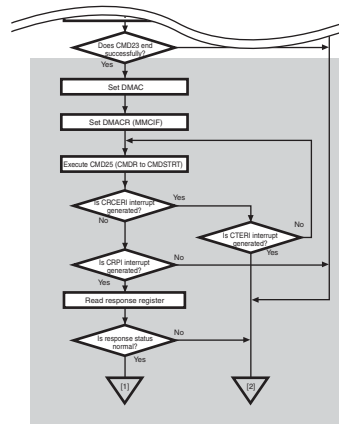 Does CMD23 end
successfully?
Yes
Set DMAC
Set DMACR (MMCIF)
Execute CMD25 (CMDR to CMDSTRT)
Is CRCERI interrupt
generated?
Yes
No
Is CTERI interrupt
generated?
No
Yes
Is CRPI interrupt
generated?
No
Yes
Read response register
Is response status
normal?
No
Yes
[1]
[2]